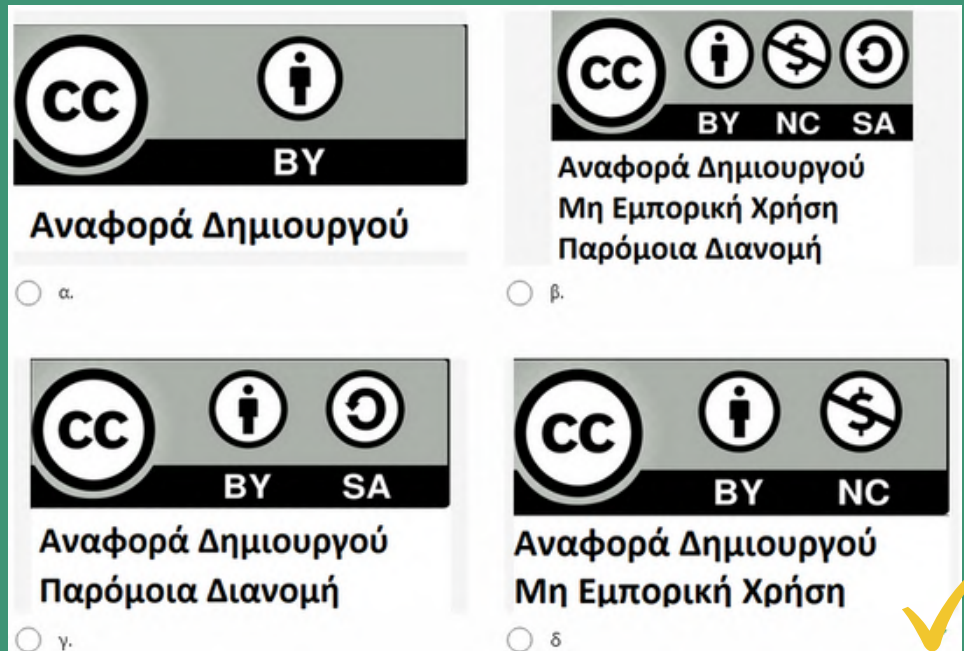 CC
BY
Αναφορά Δημιουργού
α.
CC
BY NC SA
Αναφορά Δημιουργού
Μη Εμπορική Χρήση
Παρόμοια Διανομή
β.
CC
BY SA
Αναφορά Δημιουργού
Παρόμοια Διανομή
γ.
CC
BY NC
Αναφορά Δημιουργού
Μη Εμπορική Χρήση
δ